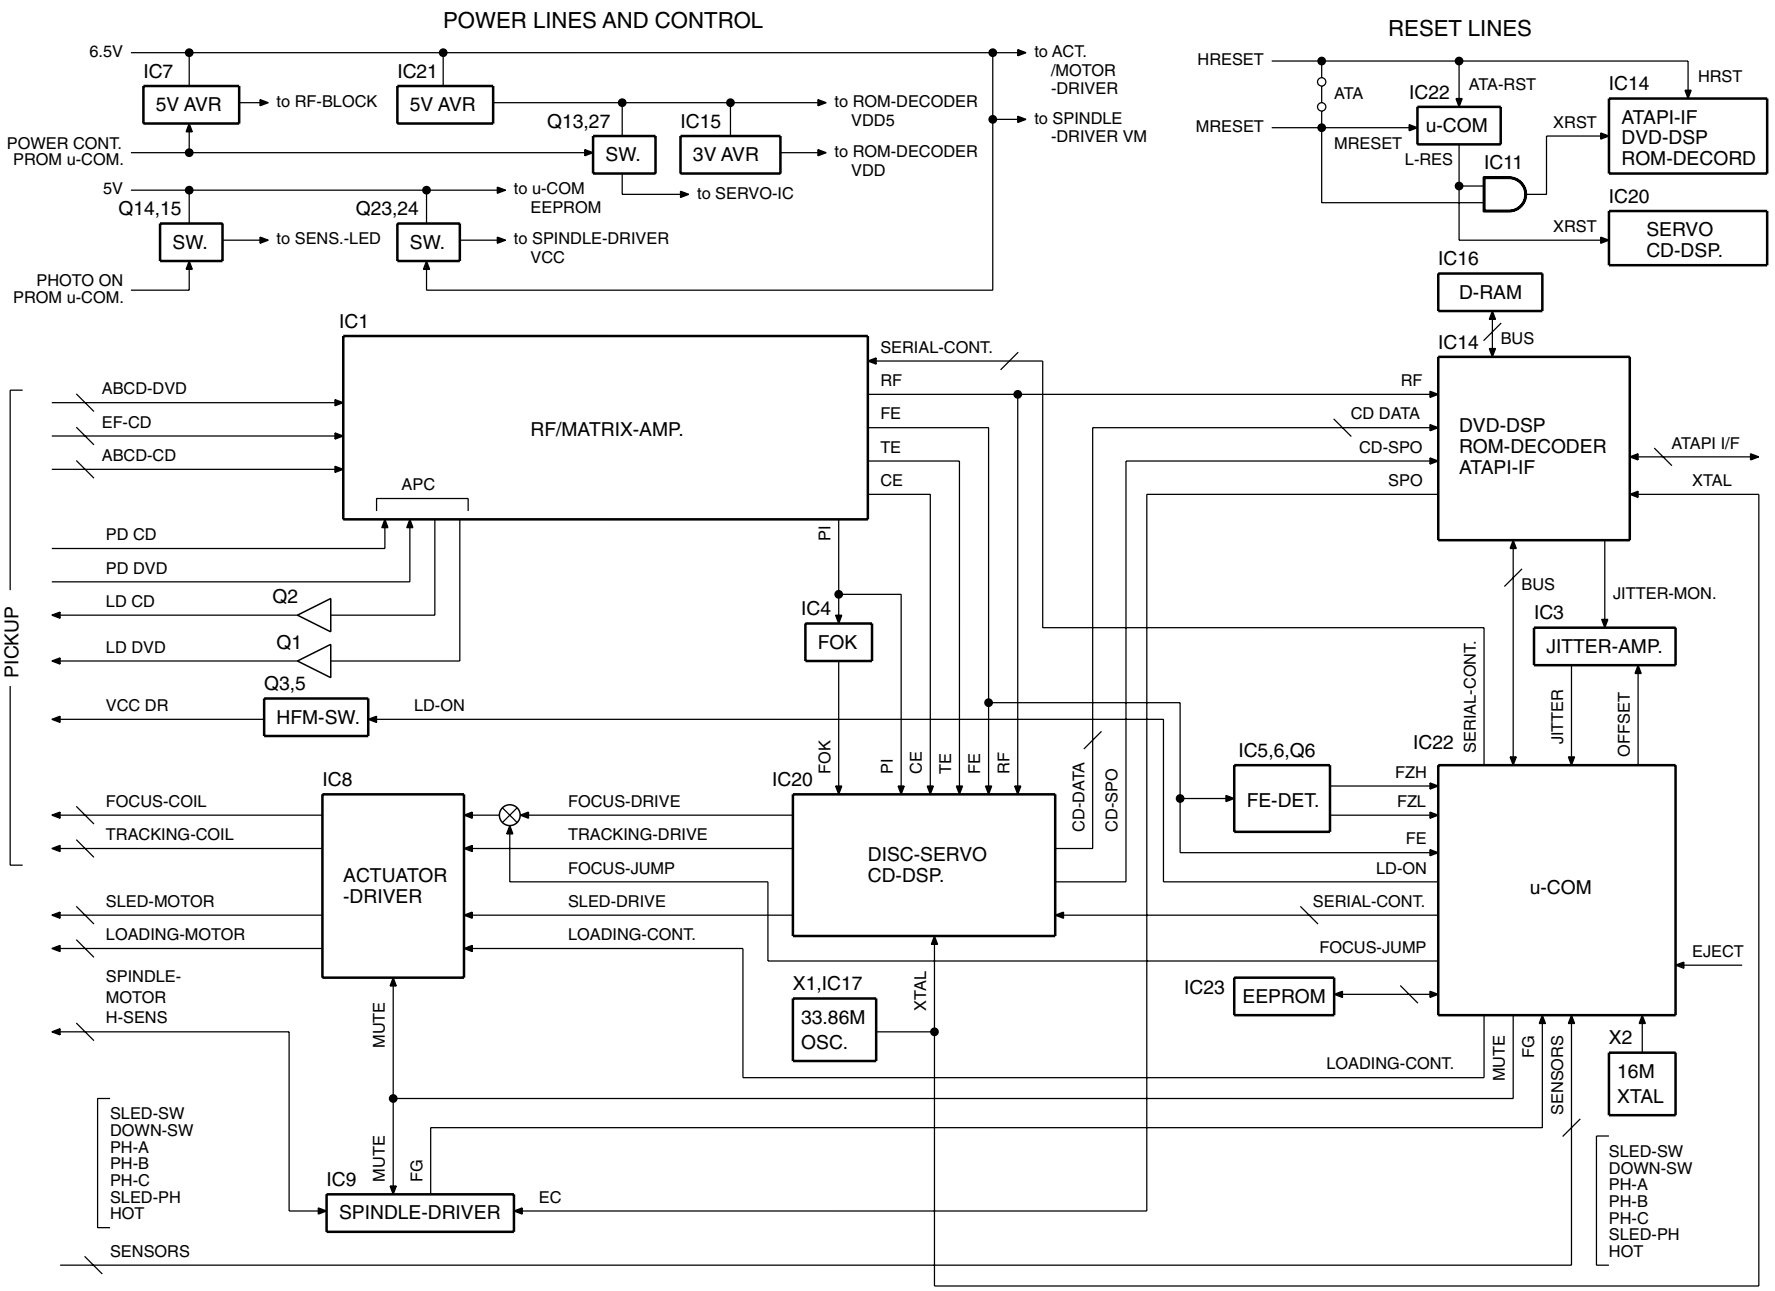 POWER LINES AND CONTROL
6.5V
IC7
5V AVR
to RF-BLOCK
IC21
5V AVR
to ACT.
/MOTOR
-DRIVER
to ROM-DECODER
VDD5
to SPINDLE
-DRIVER VM
Q13,27
SW.
IC15
3V AVR
to ROM-DECODER
VDD
POWER CONT.
PROM u-COM.
to SERVO-IC
5V
to u-COM
EEPROM
Q14,15
SW.
to SENS.-LED
Q23,24
SW.
to SPINDLE-DRIVER
VCC
PHOTO ON
PROM u-COM.
RESET LINES
HRESET
ATA
ATA-RST
HRST
IC22
u-COM
MRESET
MRESET
L-RES
IC11
XRST
IC14
ATAPI-IF
DVD-DSP
ROM-DECORD
IC20
XRST
SERVO
CD-DSP.
IC16
D-RAM
BUS
IC1
RF/MATRIX-AMP.
APC
PICKUP
ABCD-DVD
EF-CD
ABCD-CD
PD CD
PD DVD
LD CD
Q2
LD DVD
Q1
VCC DR
Q3,5
HFM-SW.
LD-ON
SERIAL-CONT.
RF
FE
TE
CE
PI
IC4
FOK
FOK
PI
CE
TE
FE
RF
IC14
RF
CD DATA
CD-SPO
SPO
DVD-DSP
ROM-DECODER
ATAPI-IF
ATAPI I/F
XTAL
BUS
JITTER-MON.
IC3
JITTER-AMP.
SERIAL-CONT.
JITTER
OFFSET
IC8
ACTUATOR
-DRIVER
FOCUS-COIL
TRACKING-COIL
SLED-MOTOR
LOADING-MOTOR
SPINDLE-
MOTOR
H-SENS
FOCUS-DRIVE
TRACKING-DRIVE
FOCUS-JUMP
SLED-DRIVE
LOADING-CONT.
IC20
DISC-SERVO
CD-DSP.
CD-DATA
CD-SPO
IC5,6,Q6
FE-DET.
IC22
FZH
FZL
FE
LD-ON
SERIAL-CONT.
FOCUS-JUMP
u-COM
EJECT
IC23
EEPROM
X1,IC17
33.86M
OSC.
XTAL
MUTE
LOADING-CONT.
MUTE
FG
SENSORS
X2
16M
XTAL
SLED-SW
DOWN-SW
PH-A
PH-B
PH-C
SLED-PH
HOT
MUTE
FG
IC9
SPINDLE-DRIVER
EC
SENSORS
SLED-SW
DOWN-SW
PH-A
PH-B
PH-C
SLED-PH
HOT